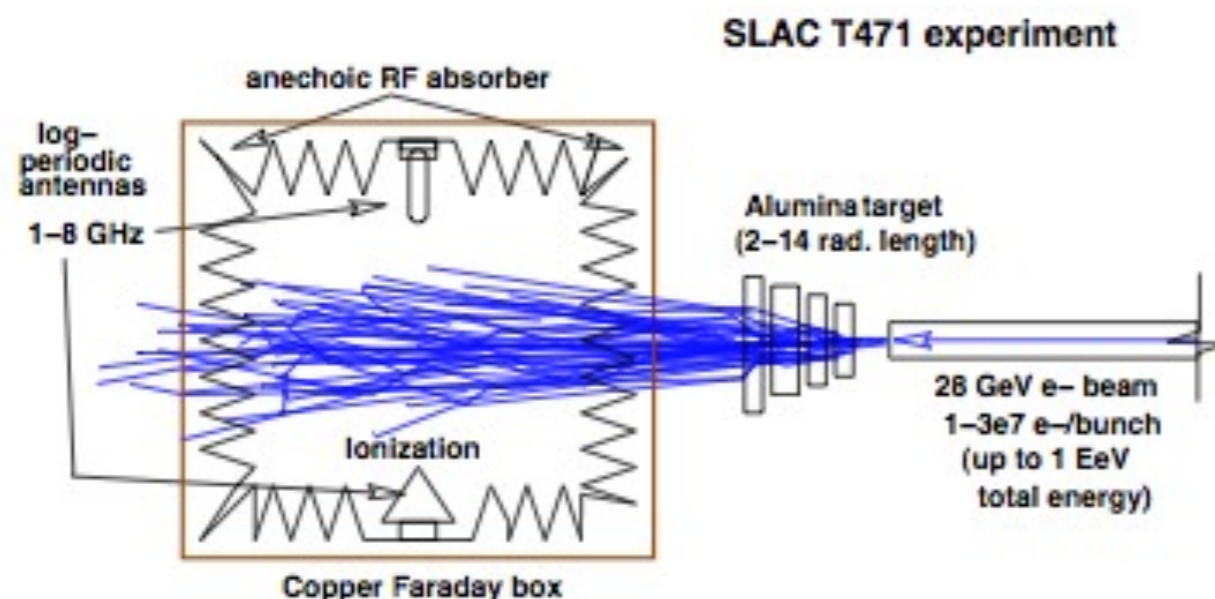 SLAC T471 experiment
anechoic RF absorber
log-
periodic
antennas
1-8 GHz
Alumina target
(2-14 rad. length)
28 GeV e- beam
1-3e7 e-/bunch
(up to 1 EeV
total energy)
Ionization
Copper Faraday box